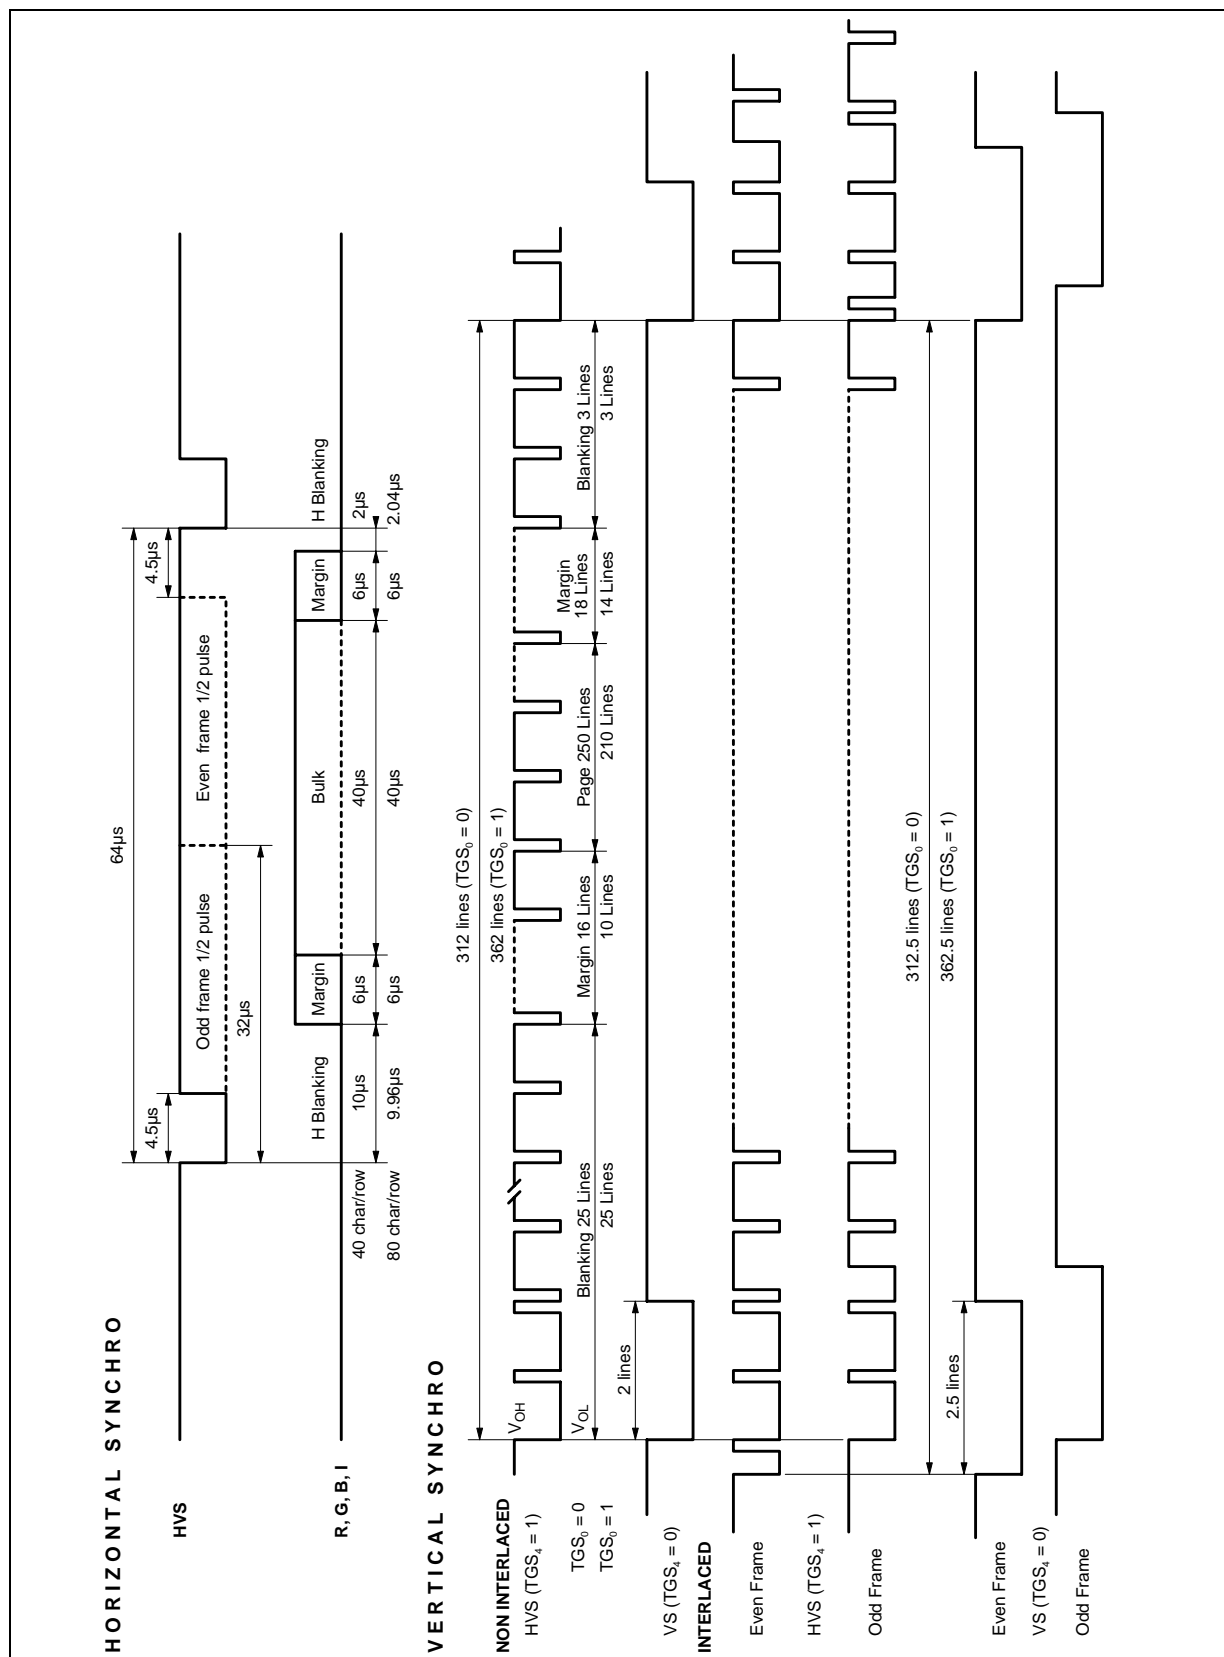 HORIZONTAL SYNCHRO
64µs
4.5µs
4.5µs
HVS
Odd frame 1/2 pulse
Even frame 1/2 pulse
32µs
R, G, B, I
H Blanking
Margin
Bulk
Margin
H Blanking
40 char/row
10µs
6µs
40µs
6µs
2µs
80 char/row
9.96µs
6µs
40µs
6µs
2.04µs
VERTICAL SYNCHRO
312 lines (TGS₀ = 0)
362 lines (TGS₀ = 1)
NON INTERLACED
HVS (TGS₄ = 1)
V_OH
V_OL
TGS₀ = 0
Blanking 25 Lines
Margin 16 Lines
Page 250 Lines
Margin
18 Lines
Blanking 3 Lines
TGS₀ = 1
25 Lines
10 Lines
210 Lines
14 Lines
3 Lines
2 lines
VS (TGS₄ = 0)
INTERLACED
Even Frame
HVS (TGS₄ = 1)
Odd Frame
312.5 lines (TGS₀ = 0)
362.5 lines (TGS₀ = 1)
2.5 lines
Even Frame
VS (TGS₄ = 0)
Odd Frame